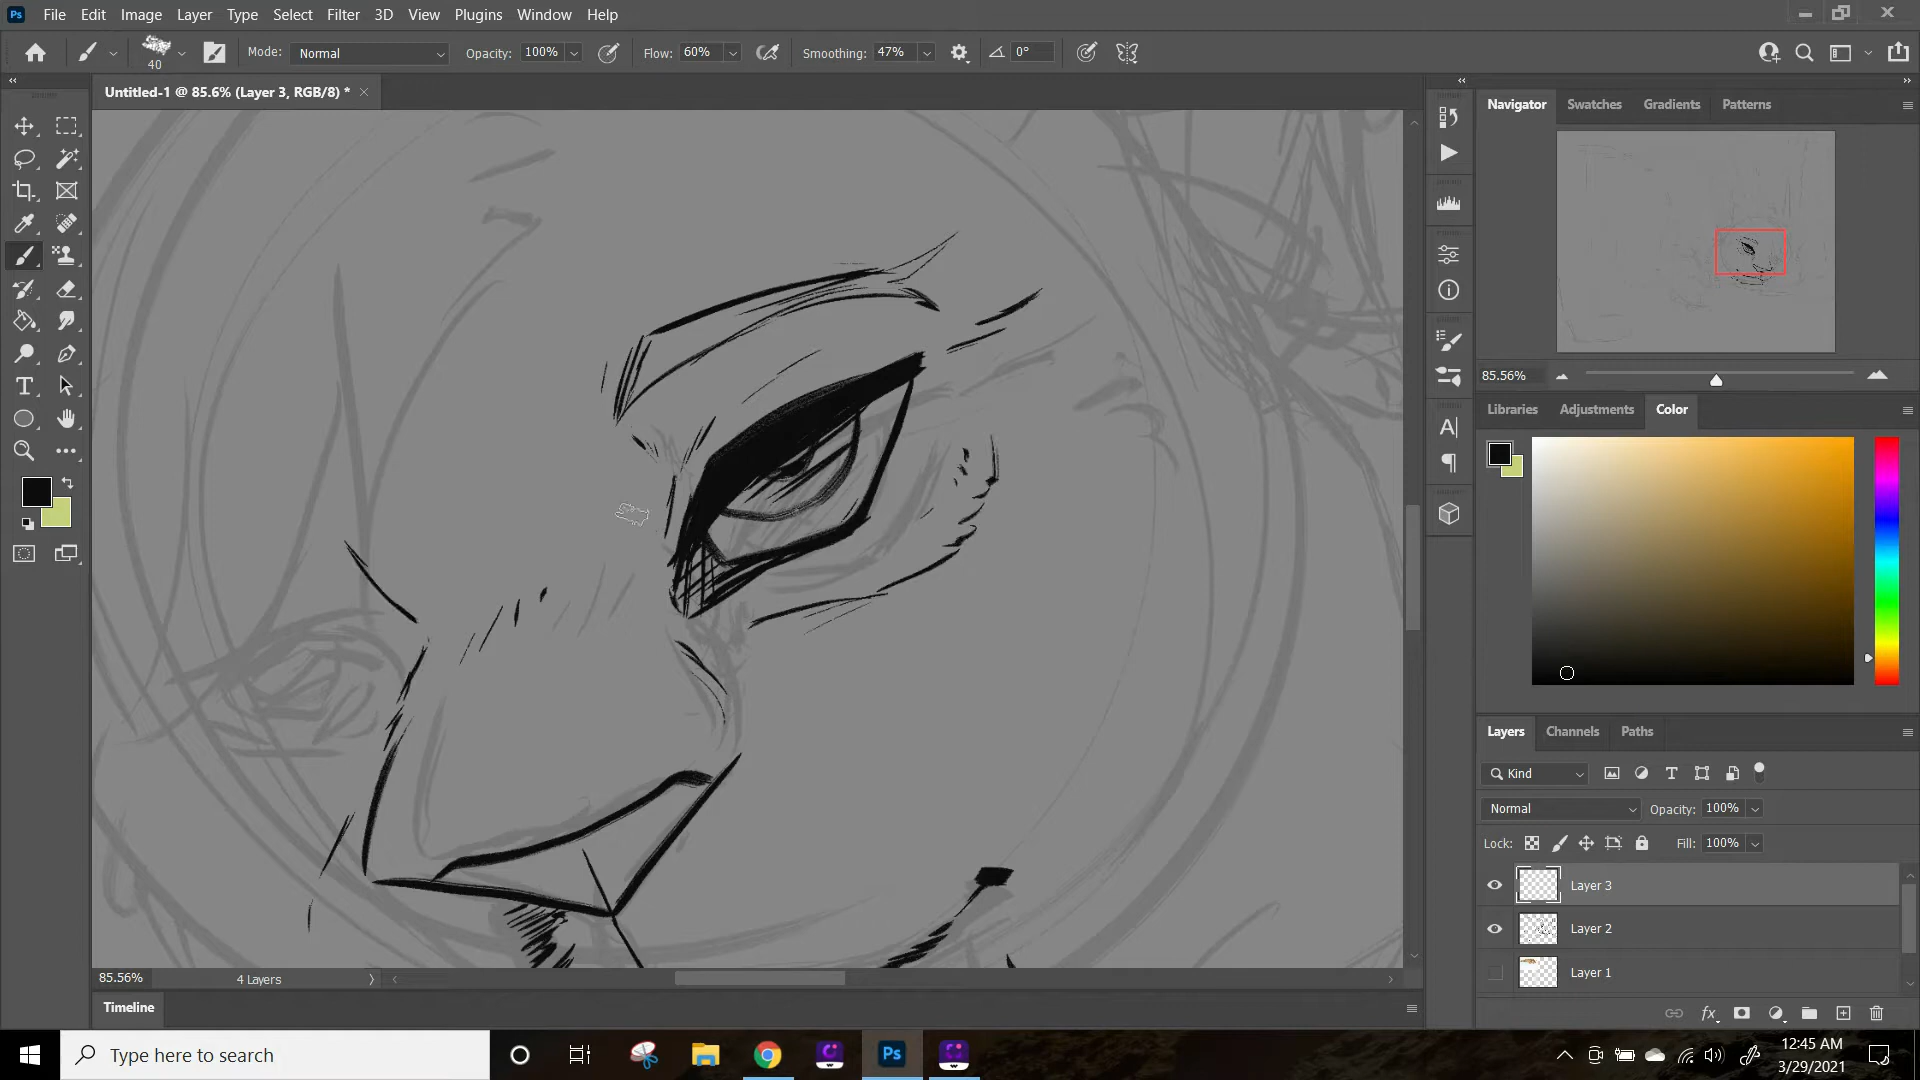 Ps File Edit Image Layer Type Select Filter 3D View Plugins Window Help
40 Mode: Normal Opacity: 100% Flow: 60% Smoothing: 47% 0°
Untitled-1 @ 85.6% (Layer 3, RGB/8) *
Navigator Swatches Gradients Patterns
85.56%
Libraries Adjustments Color
Layers Channels Paths
Kind
Normal Opacity: 100%
Lock: Fill: 100%
Layer 3
Layer 2
Layer 1
85.56% 4 Layers
Timeline
Type here to search
Ps
12:45 AM
3/29/2021